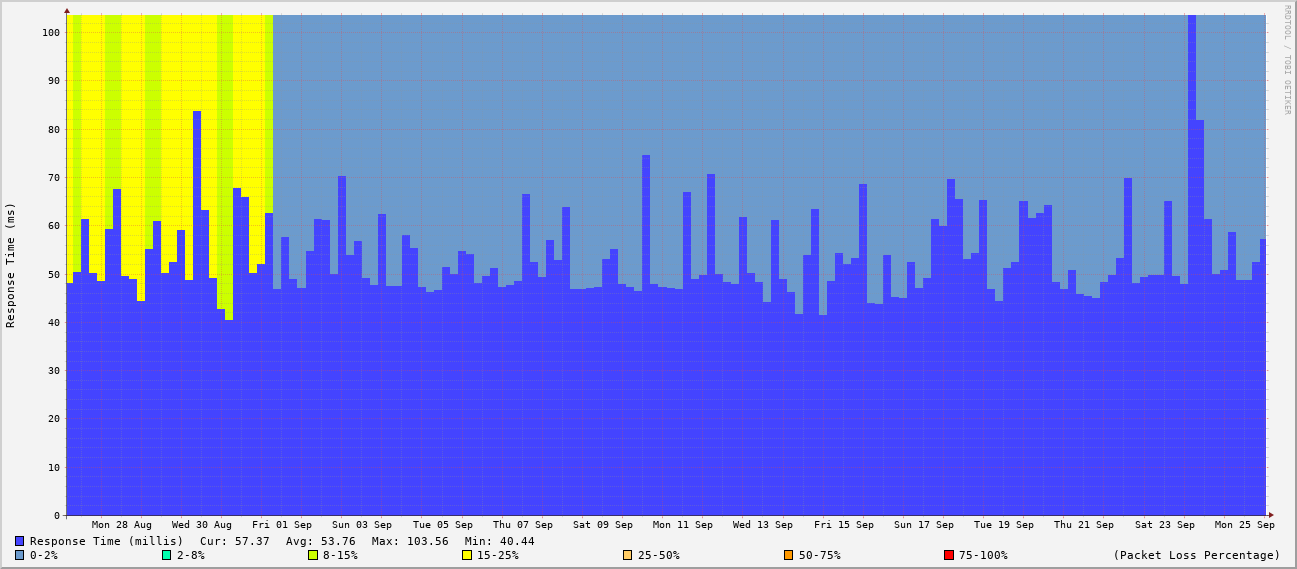 RRDTOOL / TOBI OETIKER
Response Time (ms)
100
90
80
70
60
50
40
30
20
10
0
Mon 28 Aug Wed 30 Aug Fri 01 Sep Sun 03 Sep Tue 05 Sep Thu 07 Sep Sat 09 Sep Mon 11 Sep Wed 13 Sep Fri 15 Sep Sun 17 Sep Tue 19 Sep Thu 21 Sep Sat 23 Sep Mon 25 Sep
Response Time (millis) Cur: 57.37 Avg: 53.76 Max: 103.56 Min: 40.44
0-2% 2-8% 8-15% 15-25% 25-50% 50-75% 75-100% (Packet Loss Percentage)